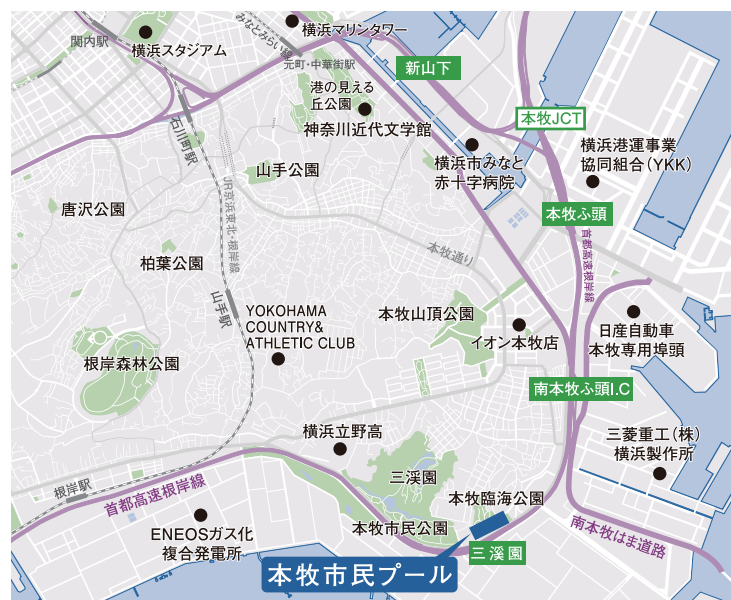 横浜マリンタワー
みなとみらい線
関内駅
横浜スタジアム
元町・中華街駅
新山下
港の見える
丘公園
神奈川近代文学館
本牧JCT
石川町駅
横浜市みなと
赤十字病院
横浜港運事業
協同組合(YKK)
山手公園
JR京浜東北・根岸線
唐沢公園
本牧ふ頭
本牧通り
首都高速根岸線
柏葉公園
山手駅
YOKOHAMA
COUNTRY&
ATHLETIC CLUB
本牧山頂公園
イオン本牧店
日産自動車
本牧専用埠頭
根岸森林公園
南本牧ふ頭I.C
横浜立野高
三菱重工(株)
横浜製作所
三溪園
根岸駅
首都高速根岸線
本牧臨海公園
ENEOSガス化
複合発電所
本牧市民公園
南本牧はま道路
三溪園
本牧市民プール